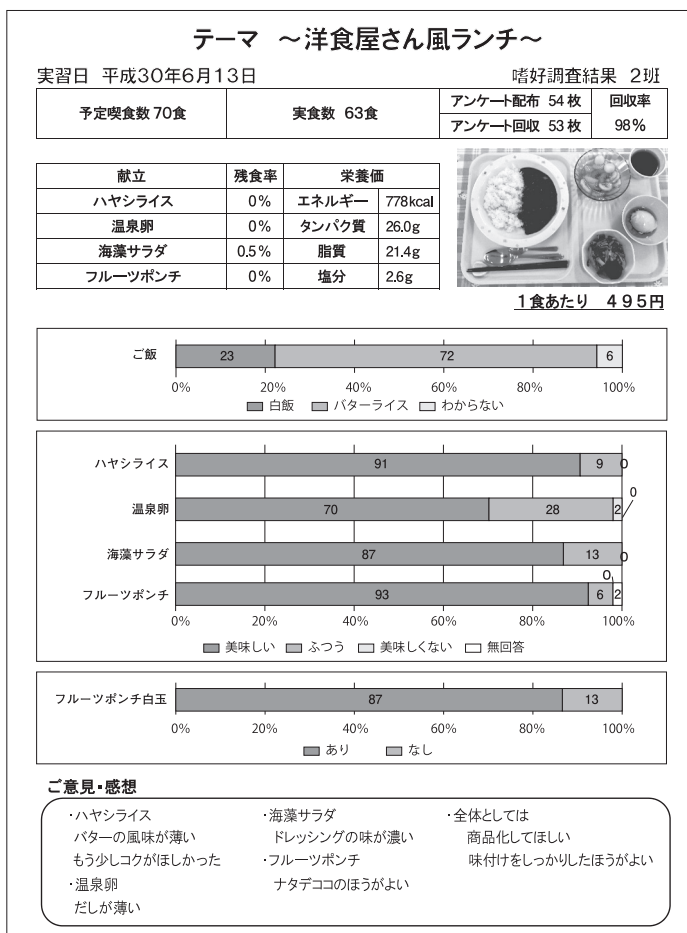 テーマ ～洋食屋さん風ランチ～
実習日 平成30年6月13日 嗜好調査結果 2班
予定喫食数 70食 実食数 63食 アンケート配布 54枚 回収率
アンケート回収 53枚 98%
献立 残食率 栄養価
ハヤシライス 0% エネルギー 778kcal
温泉卵 0% タンパク質 26.0g
海藻サラダ 0.5% 脂質 21.4g
フルーツポンチ 0% 塩分 2.6g
1食あたり 495円
ご飯 23 72 6
0% 20% 40% 60% 80% 100%
白飯 バターライス わからない
ハヤシライス 91 9 0
温泉卵 70 28 2 0
海藻サラダ 87 13 0
フルーツポンチ 93 6 0 2
0% 20% 40% 60% 80% 100%
美味しい ふつう 美味しくない 無回答
フルーツポンチ白玉 87 13
0% 20% 40% 60% 80% 100%
あり なし
ご意見・感想
・ハヤシライス
バターの風味が薄い
もう少しコクがほしかった
・温泉卵
だしが薄い
・海藻サラダ
ドレッシングの味が濃い
・フルーツポンチ
ナタデココのほうがよい
・全体としては
商品化してほしい
味付けをしっかりしたほうがよい